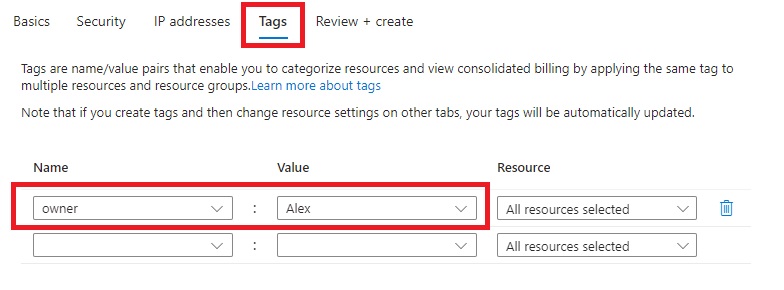 Basics Security IP addresses Tags Review + create
Tags are name/value pairs that enable you to categorize resources and view consolidated billing by applying the same tag to
multiple resources and resource groups.Learn more about tags
Note that if you create tags and then change resource settings on other tabs, your tags will be automatically updated.
Name Value Resource
owner : Alex All resources selected
: All resources selected